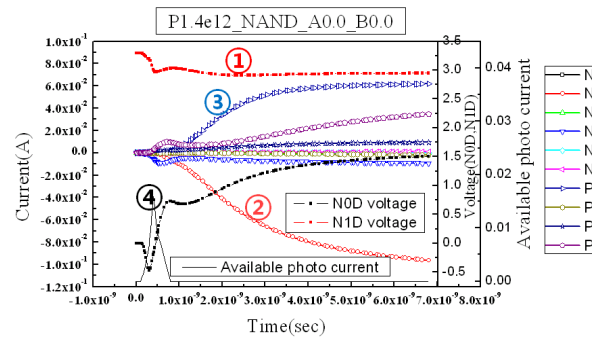 P1.4e12_NAND_A0.0_B0.0
1.0x10⁻¹
8.0x10⁻²
6.0x10⁻²
4.0x10⁻²
2.0x10⁻²
0.0
-2.0x10⁻²
-4.0x10⁻²
-6.0x10⁻²
-8.0x10⁻²
-1.0x10⁻¹
-1.2x10⁻¹
Current(A)
1
3
2
4
N0D voltage
N1D voltage
Available photo current
-1.0x10⁻⁹ 0.0 1.0x10⁻⁹ 2.0x10⁻⁹ 3.0x10⁻⁹ 4.0x10⁻⁹ 5.0x10⁻⁹ 6.0x10⁻⁹ 7.0x10⁻⁹ 8.0x10⁻⁹
Time(sec)
3.5
3.0
2.5
2.0
1.5
1.0
0.5
0.0
-0.5
Voltage(N0D,N1D)
0.04
0.03
0.02
0.01
0.00
Available photo current
N
N
N
N
N
N
P
P
P
P